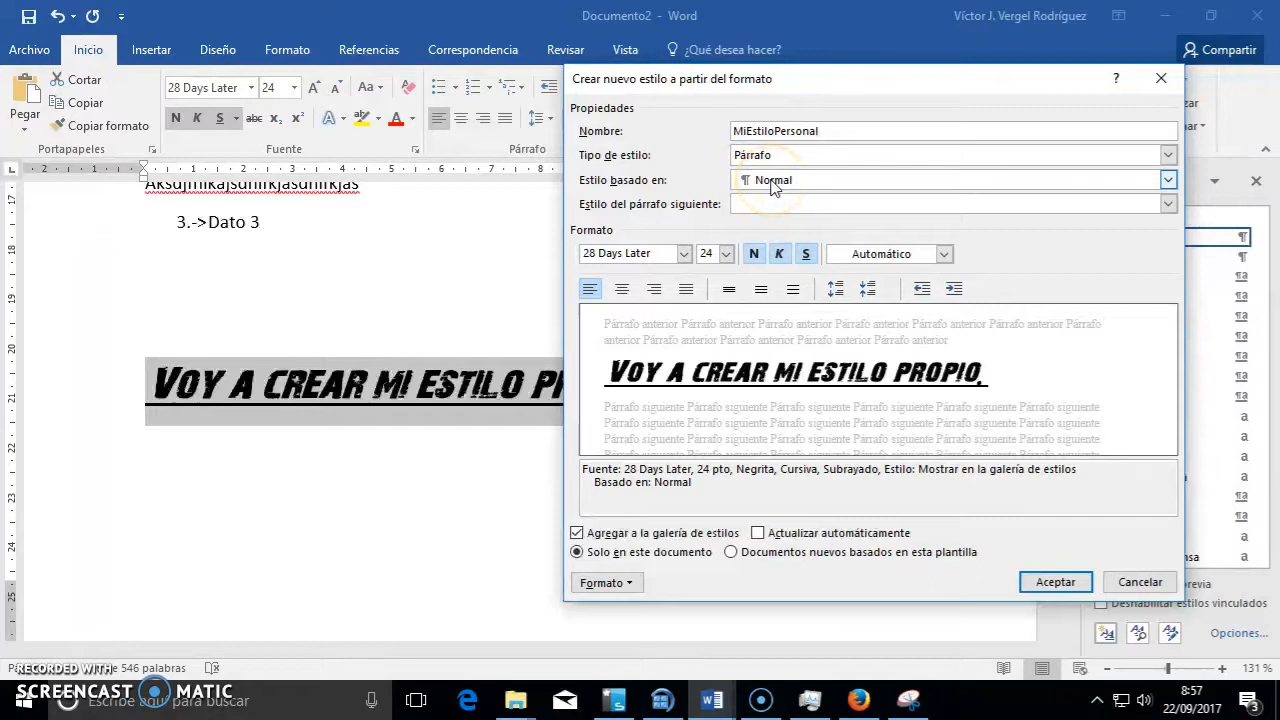 Documento2 - Word
Víctor J. Vergel Rodríguez
Archivo
Inicio
Insertar
Diseño
Formato
Referencias
Correspondencia
Revisar
Vista
¿Qué desea hacer?
Compartir
Pegar
Cortar
Copiar
Copiar formato
Portapapeles
28 Days Later
24
Aa
N K S abc x₂ x²
Fuente
Párrafo
Crear nuevo estilo a partir del formato
Propiedades
Nombre: MiEstiloPersonal
Tipo de estilo: Párrafo
Estilo basado en: ¶ Normal
Estilo del párrafo siguiente:
Formato
28 Days Later 24 N K S Automático
Párrafo anterior Párrafo anterior Párrafo anterior Párrafo anterior Párrafo anterior Párrafo anterior Párrafo
anterior Párrafo anterior Párrafo anterior Párrafo anterior Párrafo anterior
Voy a crear mi estilo propio.
Párrafo siguiente Párrafo siguiente Párrafo siguiente Párrafo siguiente Párrafo siguiente Párrafo siguiente
Párrafo siguiente Párrafo siguiente Párrafo siguiente Párrafo siguiente Párrafo siguiente Párrafo siguiente
Párrafo siguiente Párrafo siguiente Párrafo siguiente Párrafo siguiente Párrafo siguiente Párrafo siguiente
Fuente: 28 Days Later, 24 pto, Negrita, Cursiva, Subrayado, Estilo: Mostrar en la galería de estilos
Basado en: Normal
Agregar a la galería de estilos
Actualizar automáticamente
Solo en este documento
Documentos nuevos basados en esta plantilla
Formato
Aceptar
Cancelar
3.->Dato 3
Voy a crear mi estilo
Deshabilitar estilos vinculados
Opciones...
de 546 palabras
131 %
RECORDED WITH
SCREENCAST MATIC
Escribe aquí para buscar
8:57
22/09/2017
3